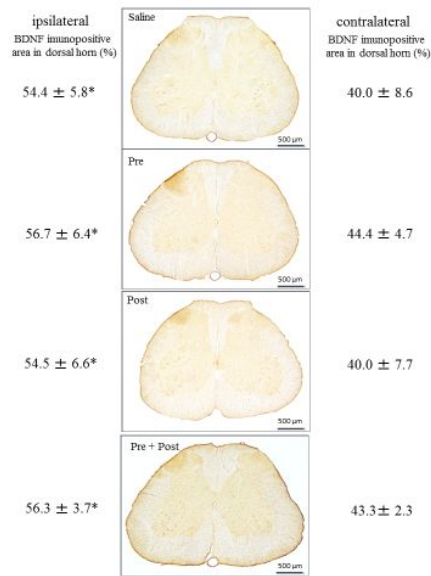 ipsilateral
BDNF imunopositive
area in dorsal horn (%)
contralateral
BDNF imunopositive
area in dorsal horn (%)
Saline
54.4 ± 5.8*
40.0 ± 8.6
500 μm
Pre
56.7 ± 6.4*
44.4 ± 4.7
500 μm
Post
54.5 ± 6.6*
40.0 ± 7.7
500 μm
Pre + Post
56.3 ± 3.7*
43.3 ± 2.3
500 μm